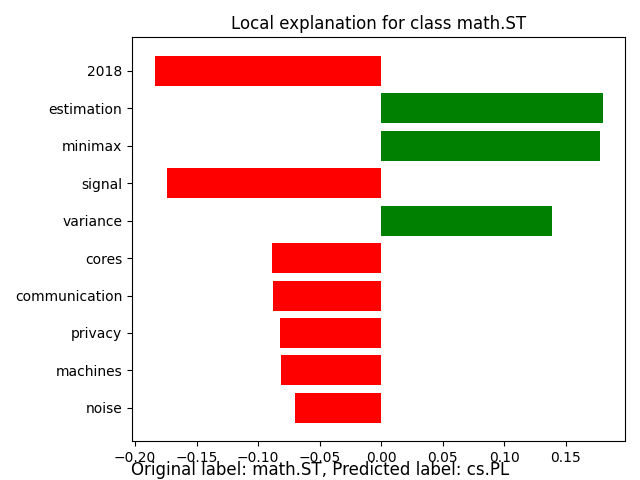 Local explanation for class math.ST
2018
estimation
minimax
signal
variance
cores
communication
privacy
machines
noise
−0.20 −0.15 −0.10 −0.05 0.00 0.05 0.10 0.15
Original label: math.ST, Predicted label: cs.PL